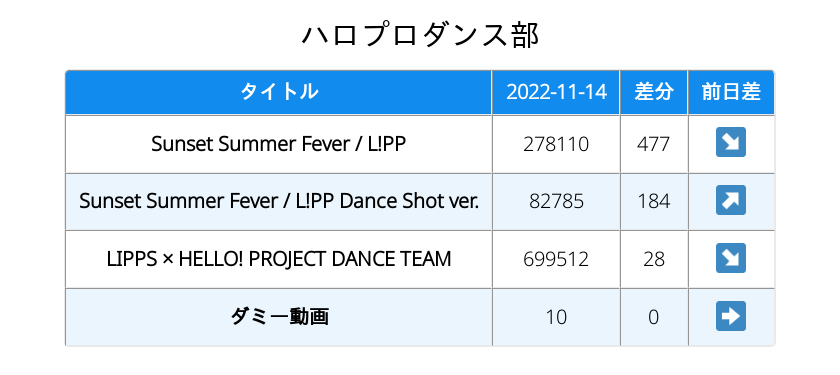 ハロプロダンス部
タイトル 2022-11-14 差分 前日差
Sunset Summer Fever / L!PP 278110 477 ↘
Sunset Summer Fever / L!PP Dance Shot ver. 82785 184 ↗
LIPPS × HELLO! PROJECT DANCE TEAM 699512 28 ↘
ダミー動画 10 0 ➡